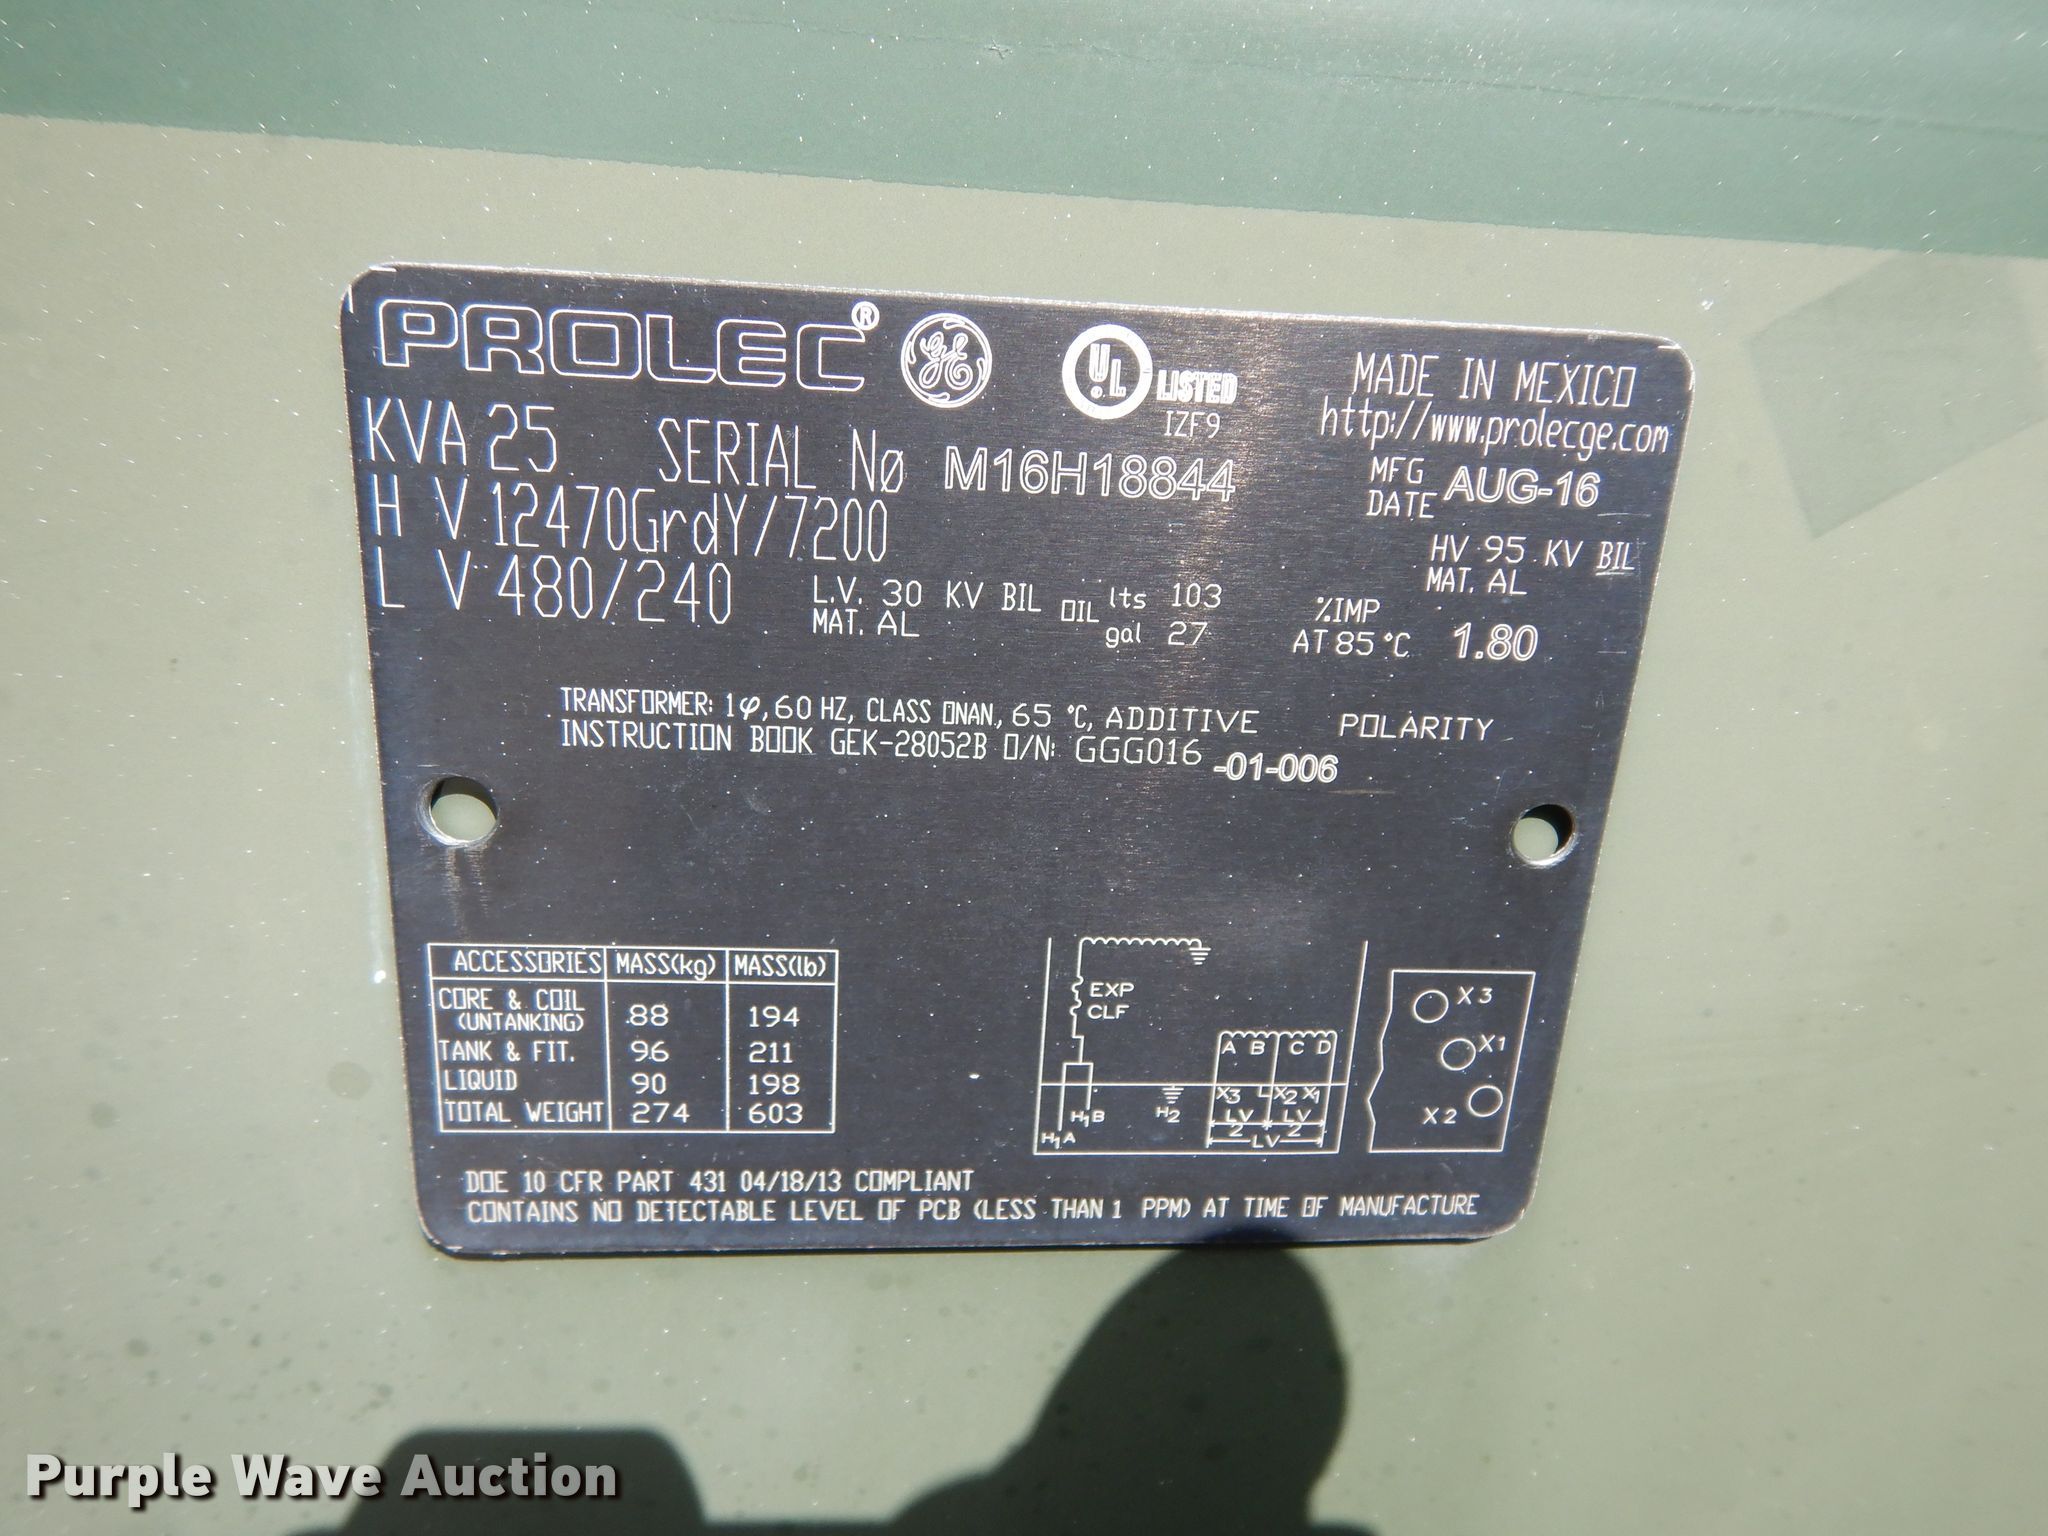 PROLEC® GE UL LISTED MADE IN MEXICO
IZF9 http://www.prolecge.com
KVA 25 SERIAL Nø M16H18844 MFG DATE AUG-16
H V 12470GrdY/7200 HV 95 KV BIL
MAT. AL
L V 480/240 L.V. 30 KV BIL OIL lts 103 %IMP
MAT. AL gal 27 AT 85 °C 1.80
TRANSFORMER: 1φ, 60 HZ, CLASS ONAN, 65 °C, ADDITIVE POLARITY
INSTRUCTION BOOK GEK-28052B O/N: GGG016 -01-006
ACCESSORIES MASS(kg) MASS(lb)
CORE & COIL (UNTANKING) 88 194
TANK & FIT. 96 211
LIQUID 90 198
TOTAL WEIGHT 274 603
EXP
CLF
A B C D
X3 X2 X1
H1A H1B H2
LV/2 LV/2
LV
X3
X1
X2
DOE 10 CFR PART 431 04/18/13 COMPLIANT
CONTAINS NO DETECTABLE LEVEL OF PCB (LESS THAN 1 PPM) AT TIME OF MANUFACTURE
Purple Wave Auction